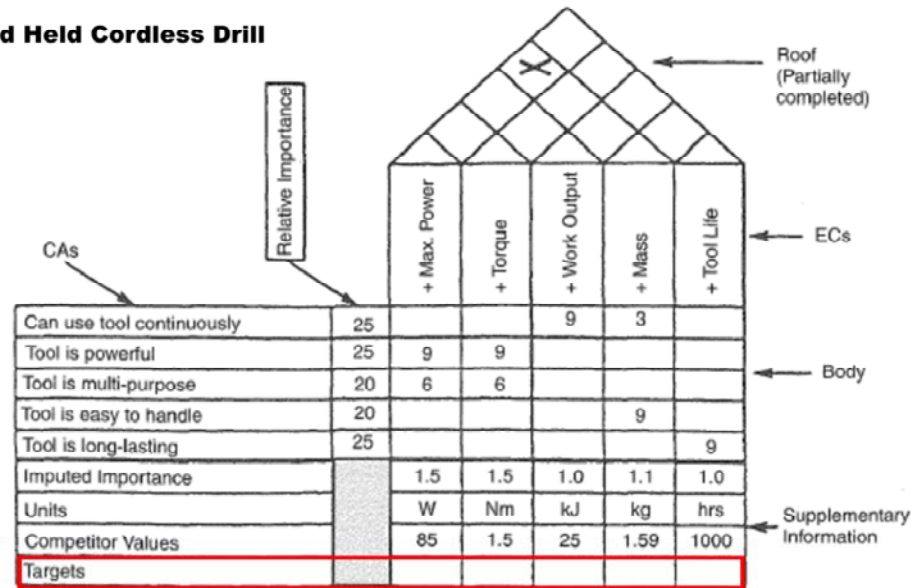 d Held Cordless Drill
Roof
(Partially
completed)
Relative Importance
+ Max. Power
+ Torque
+ Work Output
+ Mass
+ Tool Life
ECs
CAs
Can use tool continuously 25 9 3
Tool is powerful 25 9 9
Body
Tool is multi-purpose 20 6 6
Tool is easy to handle 20 9
Tool is long-lasting 25 9
Imputed Importance 1.5 1.5 1.0 1.1 1.0
Units W Nm kJ kg hrs
Supplementary
Information
Competitor Values 85 1.5 25 1.59 1000
Targets